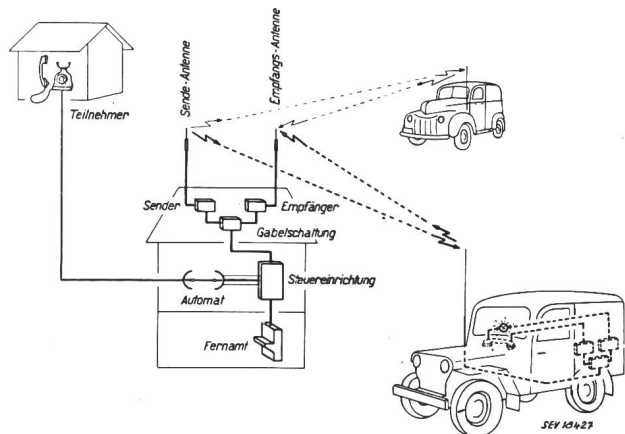 Teilnehmer
Sende-Antenne
Empfangs-Antenne
Sender
Empfänger
Gabelschaltung
Steuereinrichtung
Automat
Fernamt
SEV 18427